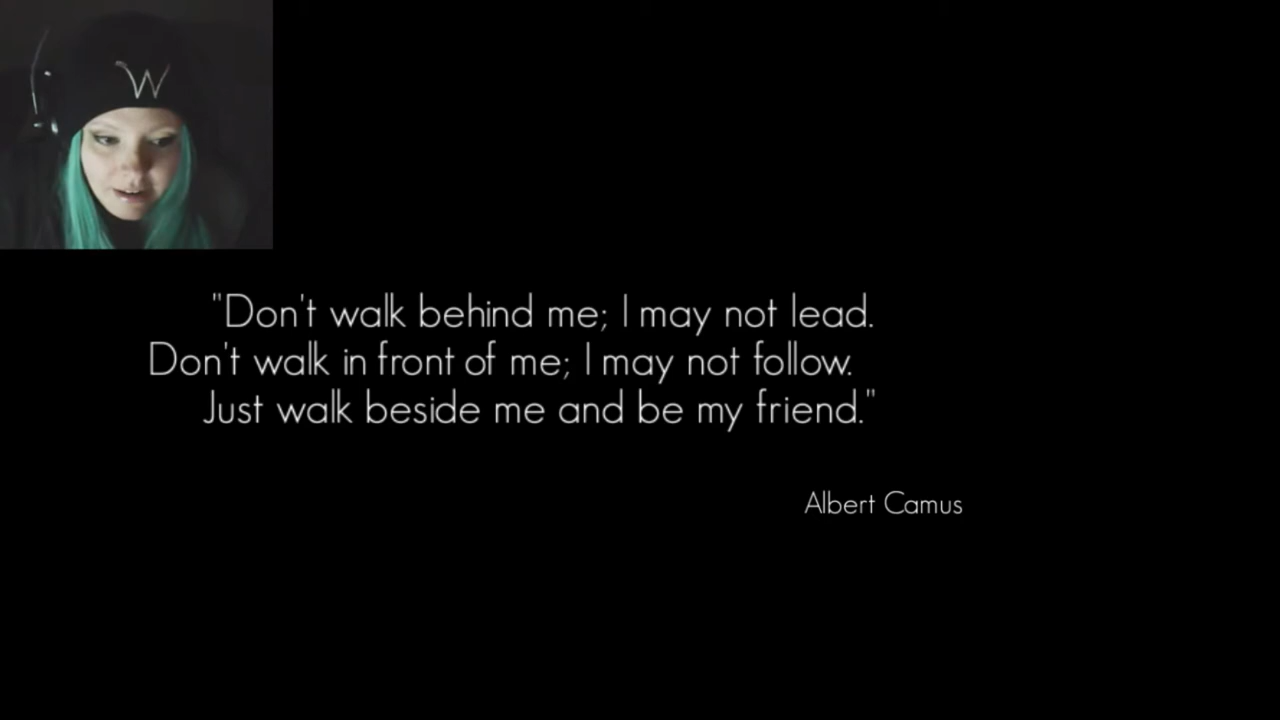 W
"Don't walk behind me; I may not lead.
Don't walk in front of me; I may not follow.
Just walk beside me and be my friend."
Albert Camus